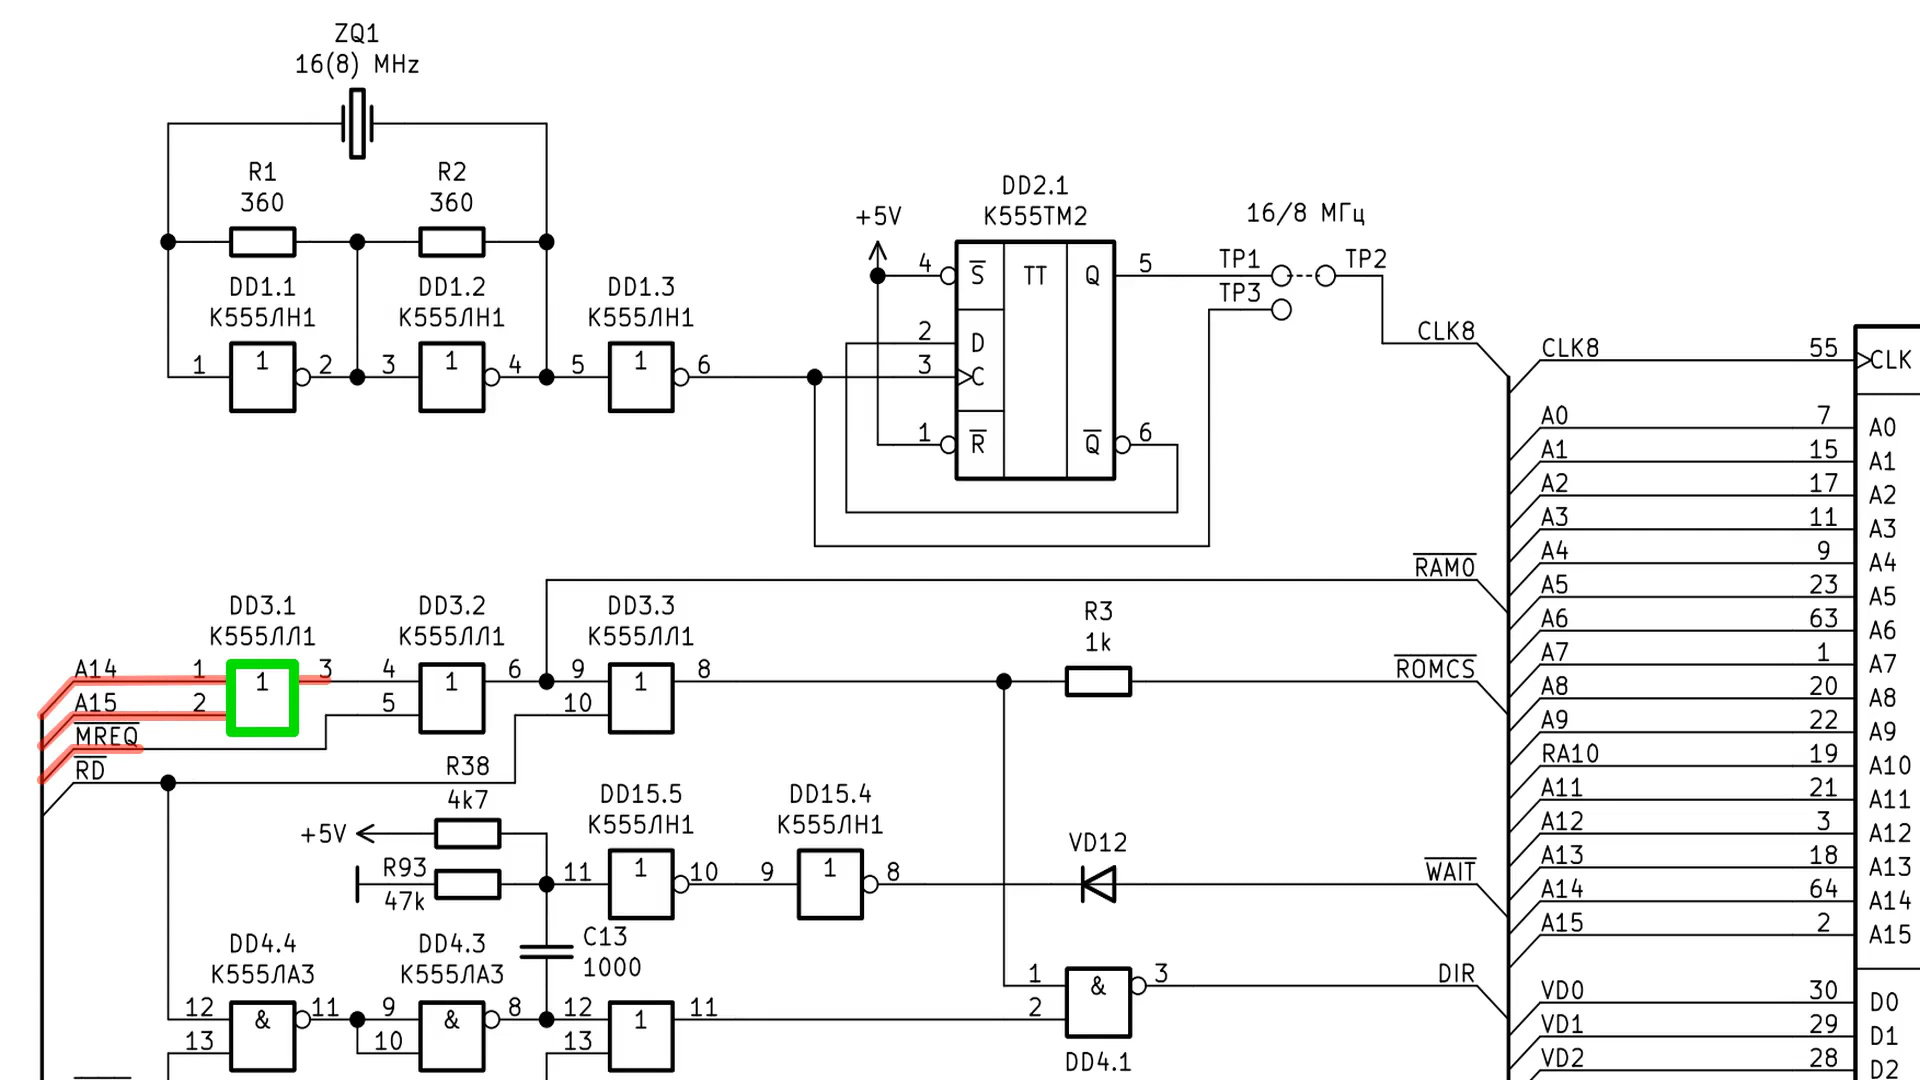 ZQ1
16(8) MHz
R1
360
R2
360
DD1.1
К555ЛН1
1
1
2
DD1.2
К555ЛН1
3
1
4
DD1.3
К555ЛН1
5
1
6
+5V
DD2.1
К555ТМ2
4
S
TT
Q
5
2
D
3
C
1
R
Q
6
16/8 МГц
TP1
TP2
TP3
CLK8
RAM0
DD3.1
К555ЛЛ1
DD3.2
К555ЛЛ1
DD3.3
К555ЛЛ1
R3
1k
A14
1
1
3
4
1
6
9
1
8
ROMCS
A15
2
5
10
MREQ
RD
R38
4k7
+5V
R93
47k
DD15.5
К555ЛН1
11
1
10
DD15.4
К555ЛН1
9
1
8
VD12
WAIT
C13
1000
DD4.4
К555ЛА3
DD4.3
К555ЛА3
12
&
11
9
&
8
12
1
11
13
10
13
1
&
3
2
DD4.1
DIR
CLK8
55
CLK
A0
7
A0
A1
15
A1
A2
17
A2
A3
11
A3
A4
9
A4
A5
23
A5
A6
63
A6
A7
1
A7
A8
20
A8
A9
22
A9
RA10
19
A10
A11
21
A11
A12
3
A12
A13
18
A13
A14
64
A14
A15
2
A15
VD0
30
D0
VD1
29
D1
VD2
28
D2